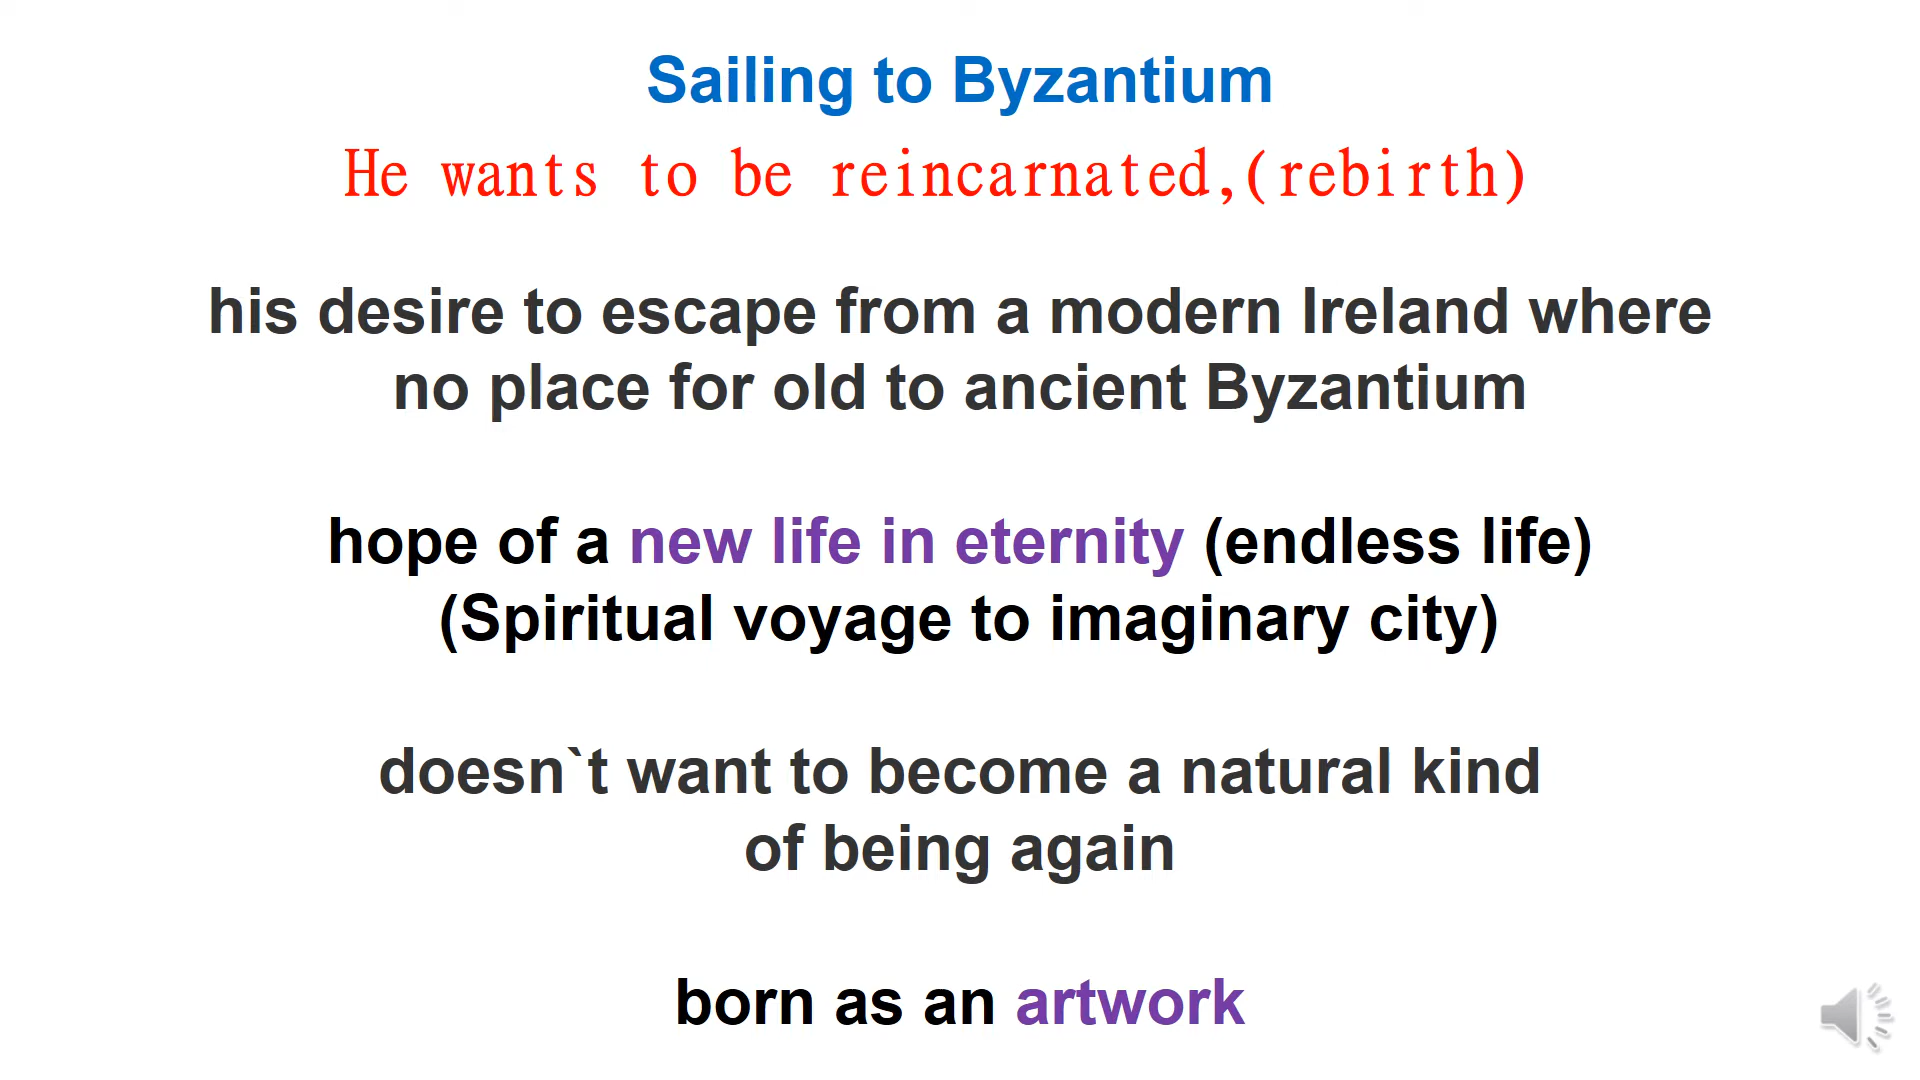 Sailing to Byzantium
He wants to be reincarnated,(rebirth)
his desire to escape from a modern Ireland where
no place for old to ancient Byzantium
hope of a new life in eternity (endless life)
(Spiritual voyage to imaginary city)
doesn`t want to become a natural kind
of being again
born as an artwork